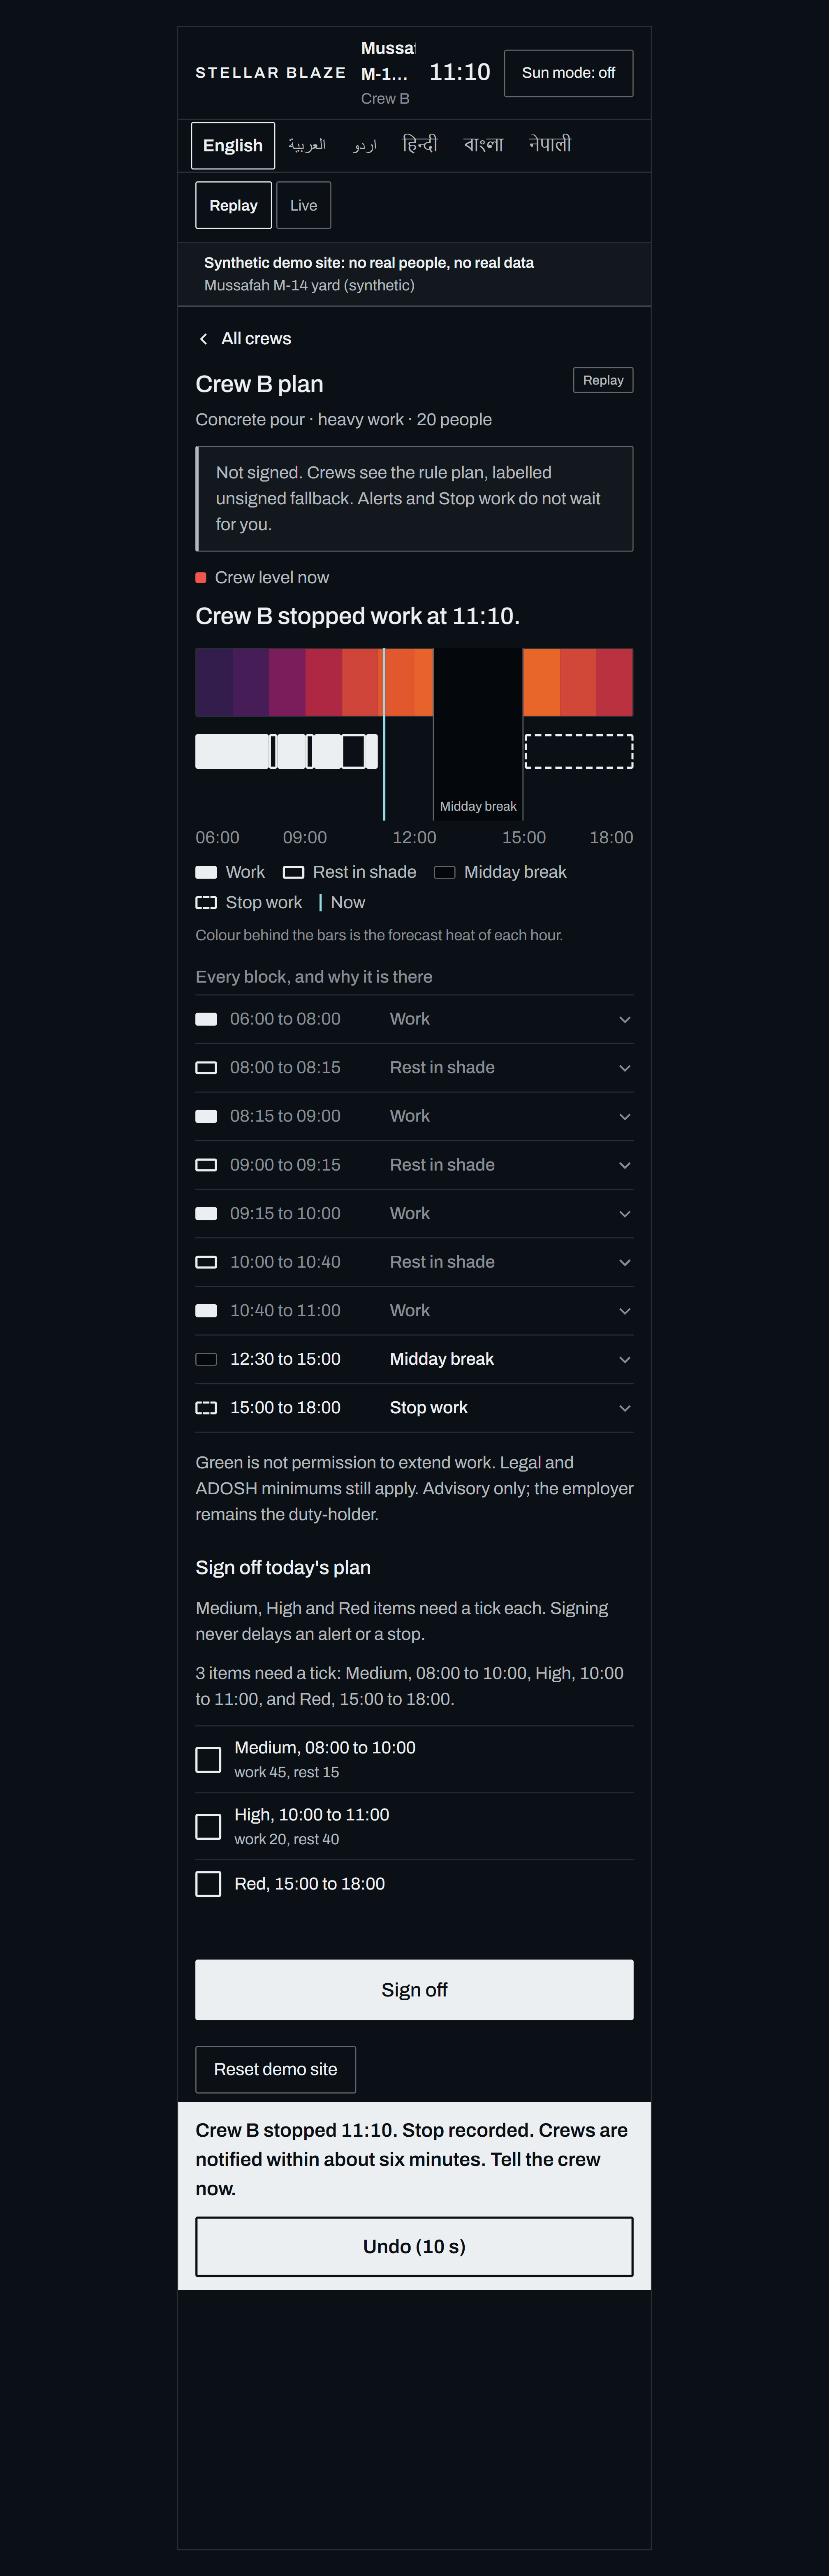 STELLAR BLAZE
M-1...
Crew B
11:10
Sun mode: off
English
العربية
اردو
हिन्दी
বাংলা
नेपाली
Replay
Live
Synthetic demo site: no real people, no real data
Mussafah M-14 yard (synthetic)
All crews
Crew B plan
Replay
Concrete pour · heavy work · 20 people
Not signed. Crews see the rule plan, labelled
unsigned fallback. Alerts and Stop work do not wait
for you.
Crew level now
Crew B stopped work at 11:10.
Midday break
06:00 09:00 12:00 15:00 18:00
Work Rest in shade Midday break
Stop work Now
Colour behind the bars is the forecast heat of each hour.
Every block, and why it is there
06:00 to 08:00 Work
08:00 to 08:15 Rest in shade
08:15 to 09:00 Work
09:00 to 09:15 Rest in shade
09:15 to 10:00 Work
10:00 to 10:40 Rest in shade
10:40 to 11:00 Work
12:30 to 15:00 Midday break
15:00 to 18:00 Stop work
Green is not permission to extend work. Legal and
ADOSH minimums still apply. Advisory only; the employer
remains the duty-holder.
Sign off today's plan
Medium, High and Red items need a tick each. Signing
never delays an alert or a stop.
3 items need a tick: Medium, 08:00 to 10:00, High, 10:00
to 11:00, and Red, 15:00 to 18:00.
Medium, 08:00 to 10:00
work 45, rest 15
High, 10:00 to 11:00
work 20, rest 40
Red, 15:00 to 18:00
Sign off
Reset demo site
Crew B stopped 11:10. Stop recorded. Crews are
notified within about six minutes. Tell the crew
now.
Undo (10 s)